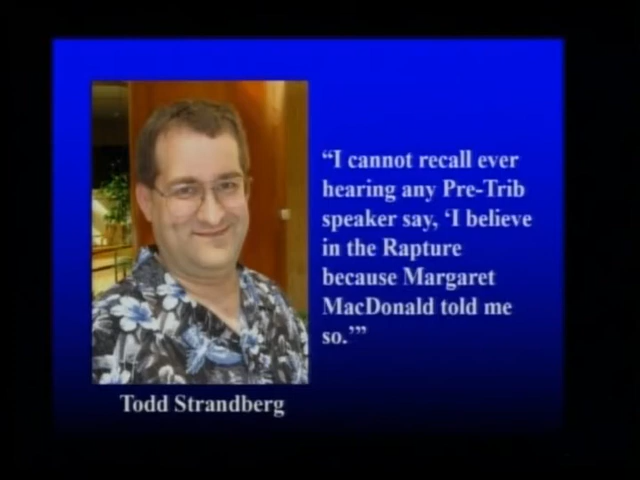 “I cannot recall ever
hearing any Pre-Trib
speaker say, ‘I believe
in the Rapture
because Margaret
MacDonald told me
so.’”
Todd Strandberg